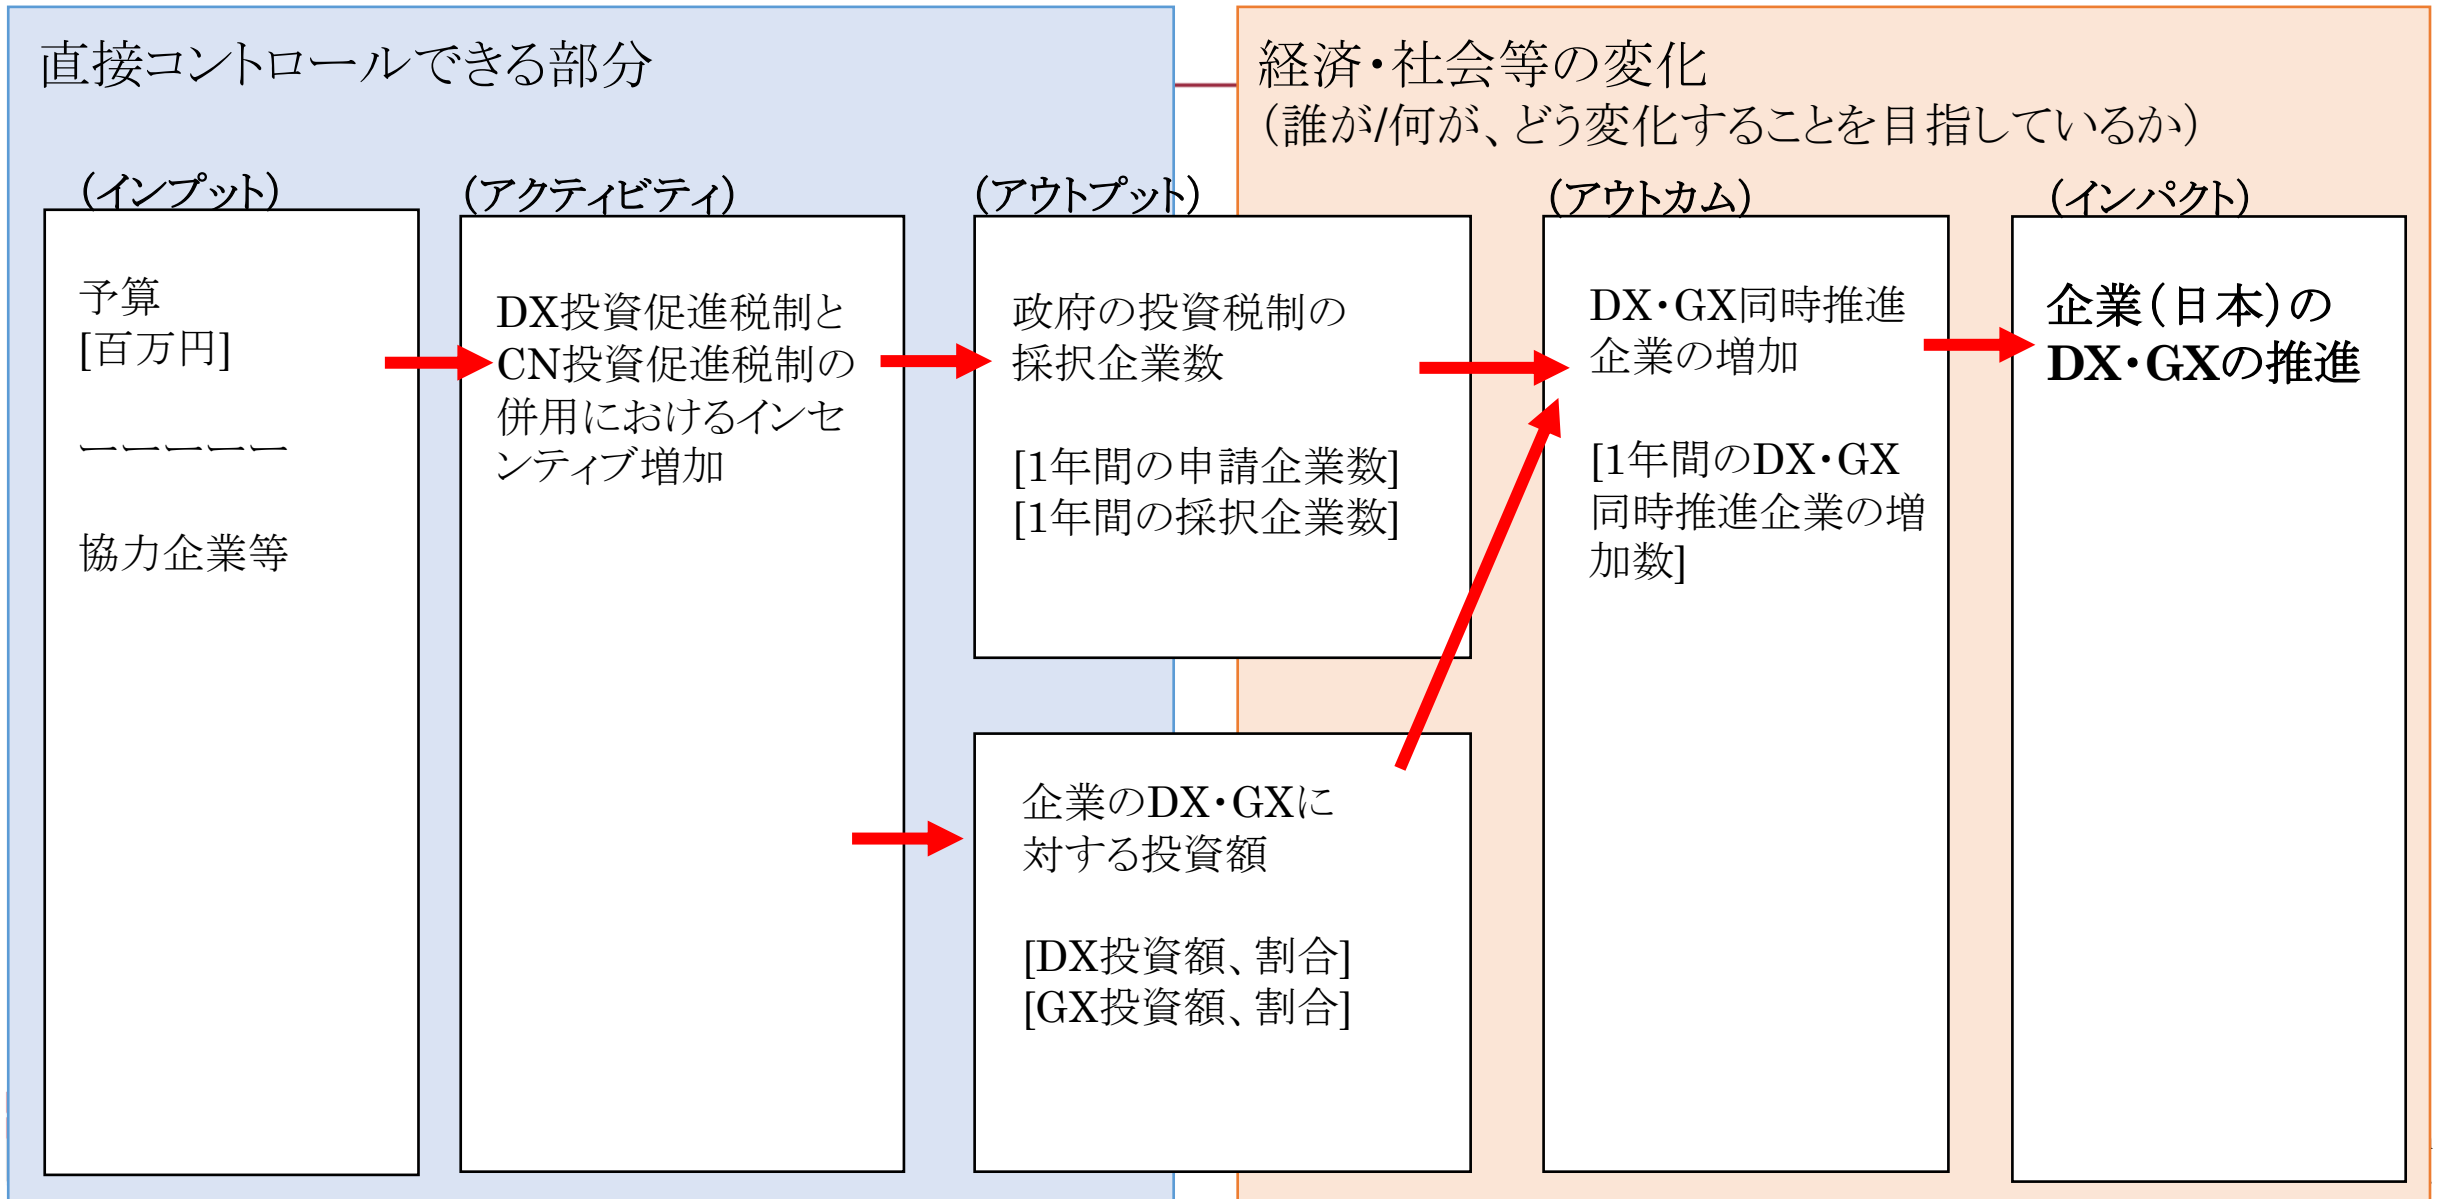 直接コントロールできる部分
経済・社会等の変化
（誰が/何が、どう変化することを目指しているか）
（インプット）
予算
[百万円]
ーーーーー
協力企業等
（アクティビティ）
DX投資促進税制と
CN投資促進税制の
併用におけるインセ
ンティブ増加
（アウトプット）
政府の投資税制の
採択企業数
[1年間の申請企業数]
[1年間の採択企業数]
企業のDX・GXに
対する投資額
[DX投資額、割合]
[GX投資額、割合]
（アウトカム）
DX・GX同時推進
企業の増加
[1年間のDX・GX
同時推進企業の増
加数]
（インパクト）
企業（日本）の
DX・GXの推進